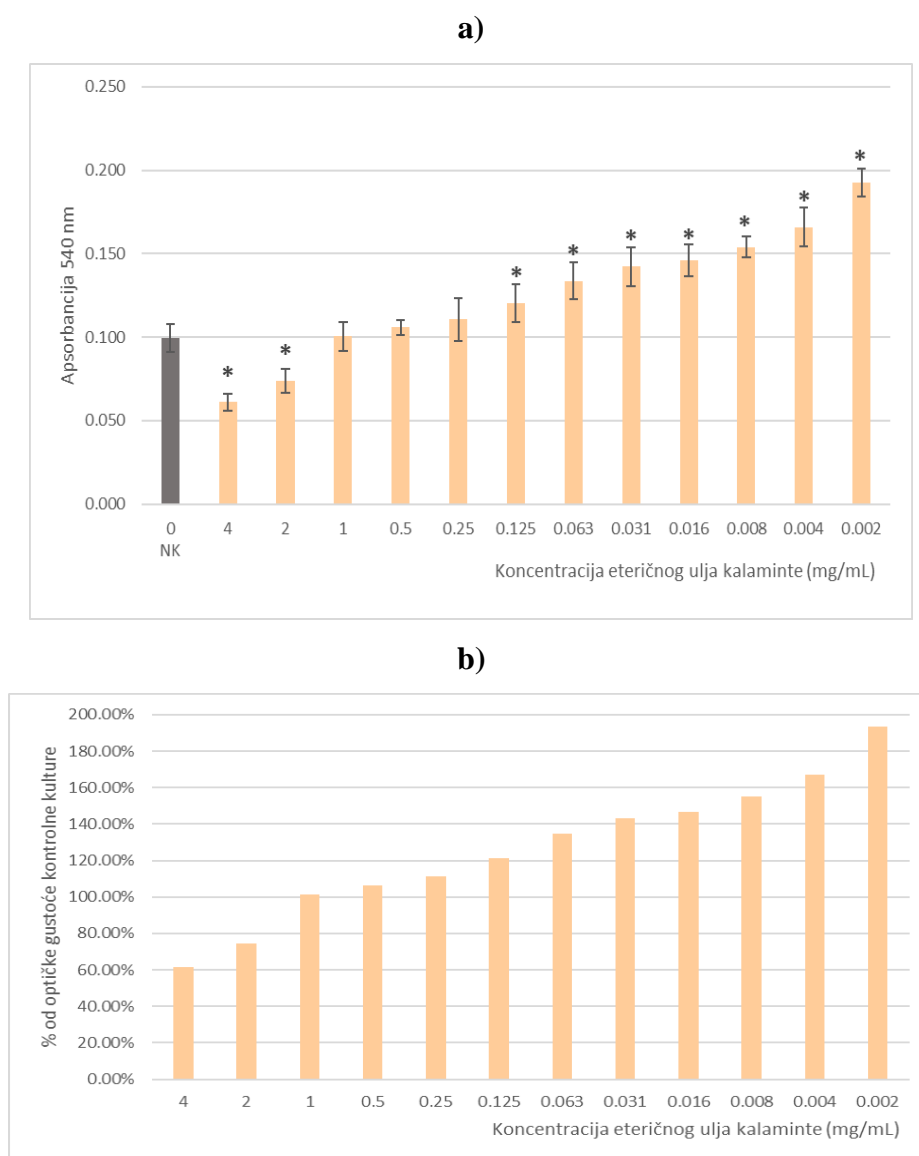 a)
0.250
0.200
0.150
0.100
0.050
0.000
Apsorbancija 540 nm
* * * * * * * * *
0 4 2 1 0.5 0.25 0.125 0.063 0.031 0.016 0.008 0.004 0.002
NK
Koncentracija eteričnog ulja kalaminte (mg/mL)
b)
200.00%
180.00%
160.00%
140.00%
120.00%
100.00%
80.00%
60.00%
40.00%
20.00%
0.00%
% od optičke gustoće kontrolne kulture
4 2 1 0.5 0.25 0.125 0.063 0.031 0.016 0.008 0.004 0.002
Koncentracija eteričnog ulja kalaminte (mg/mL)